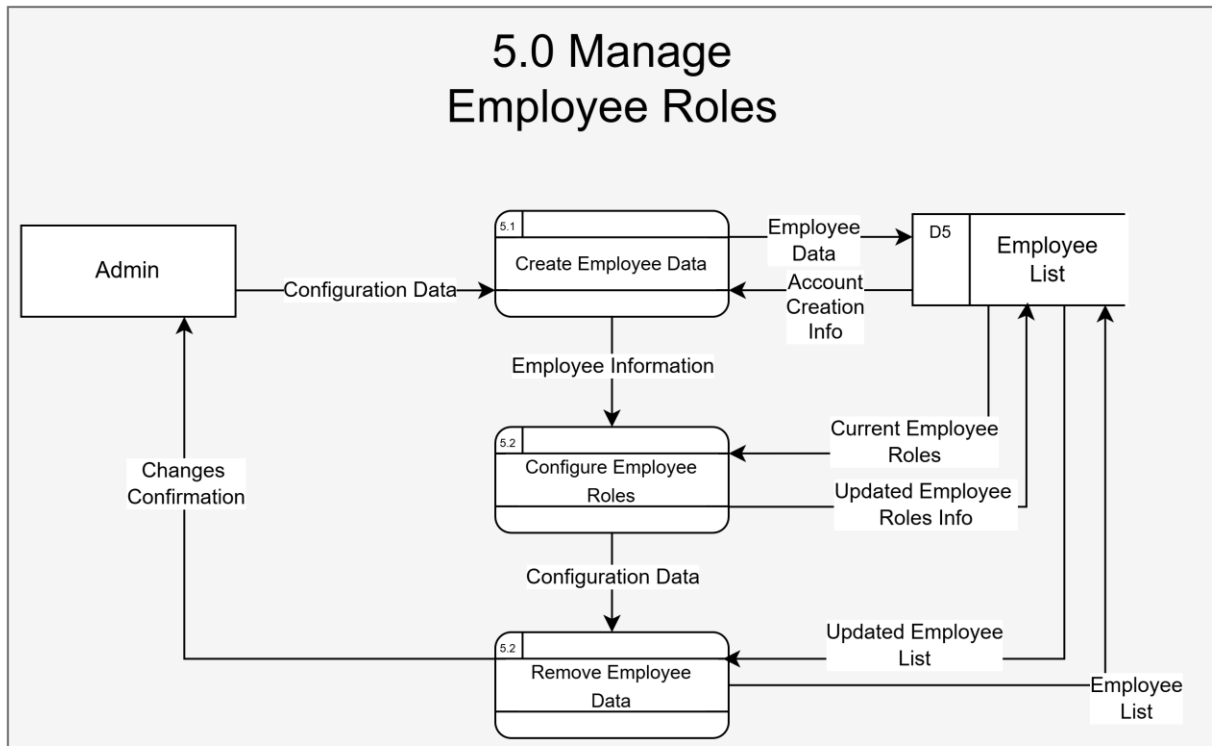 5.0 Manage
Employee Roles
5.1
Create Employee Data
Admin
Configuration Data
Employee
Data
D5
Employee
List
Account
Creation
Info
Employee Information
5.2
Configure Employee
Roles
Current Employee
Roles
Updated Employee
Roles Info
Changes
Confirmation
Configuration Data
5.2
Remove Employee
Data
Updated Employee
List
Employee
List